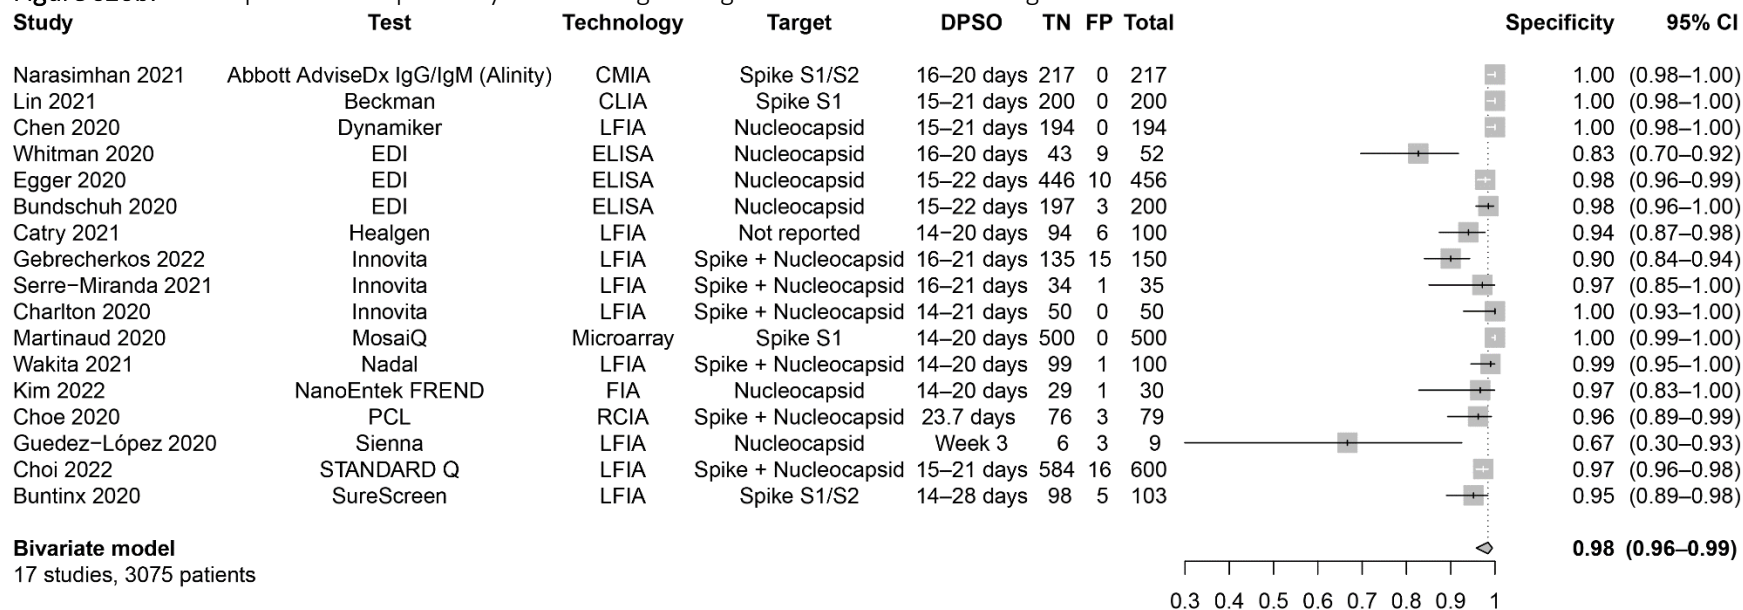 Study Test Technology Target DPSO TN FP Total Specificity 95% CI
Narasimhan 2021 Abbott AdviseDx IgG/IgM (Alinity) CMIA Spike S1/S2 16–20 days 217 0 217 1.00 (0.98–1.00)
Lin 2021 Beckman CLIA Spike S1 15–21 days 200 0 200 1.00 (0.98–1.00)
Chen 2020 Dynamiker LFIA Nucleocapsid 15–21 days 194 0 194 1.00 (0.98–1.00)
Whitman 2020 EDI ELISA Nucleocapsid 16–20 days 43 9 52 0.83 (0.70–0.92)
Egger 2020 EDI ELISA Nucleocapsid 15–22 days 446 10 456 0.98 (0.96–0.99)
Bundschuh 2020 EDI ELISA Nucleocapsid 15–22 days 197 3 200 0.98 (0.96–1.00)
Catry 2021 Healgen LFIA Not reported 14−20 days 94 6 100 0.94 (0.87–0.98)
Gebrecherkos 2022 Innovita LFIA Spike + Nucleocapsid 16–21 days 135 15 150 0.90 (0.84–0.94)
Serre−Miranda 2021 Innovita LFIA Spike + Nucleocapsid 16–21 days 34 1 35 0.97 (0.85–1.00)
Charlton 2020 Innovita LFIA Spike + Nucleocapsid 14–21 days 50 0 50 1.00 (0.93–1.00)
Martinaud 2020 MosaiQ Microarray Spike S1 14–20 days 500 0 500 1.00 (0.99–1.00)
Wakita 2021 Nadal LFIA Spike + Nucleocapsid 14–20 days 99 1 100 0.99 (0.95–1.00)
Kim 2022 NanoEntek FREND FIA Nucleocapsid 14–20 days 29 1 30 0.97 (0.83–1.00)
Choe 2020 PCL RCIA Spike + Nucleocapsid 23.7 days 76 3 79 0.96 (0.89–0.99)
Guedez−López 2020 Sienna LFIA Nucleocapsid Week 3 6 3 9 0.67 (0.30–0.93)
Choi 2022 STANDARD Q LFIA Spike + Nucleocapsid 15–21 days 584 16 600 0.97 (0.96–0.98)
Buntinx 2020 SureScreen LFIA Spike S1/S2 14–28 days 98 5 103 0.95 (0.89–0.98)
Bivariate model 0.98 (0.96–0.99)
17 studies, 3075 patients
0.3 0.4 0.5 0.6 0.7 0.8 0.9 1